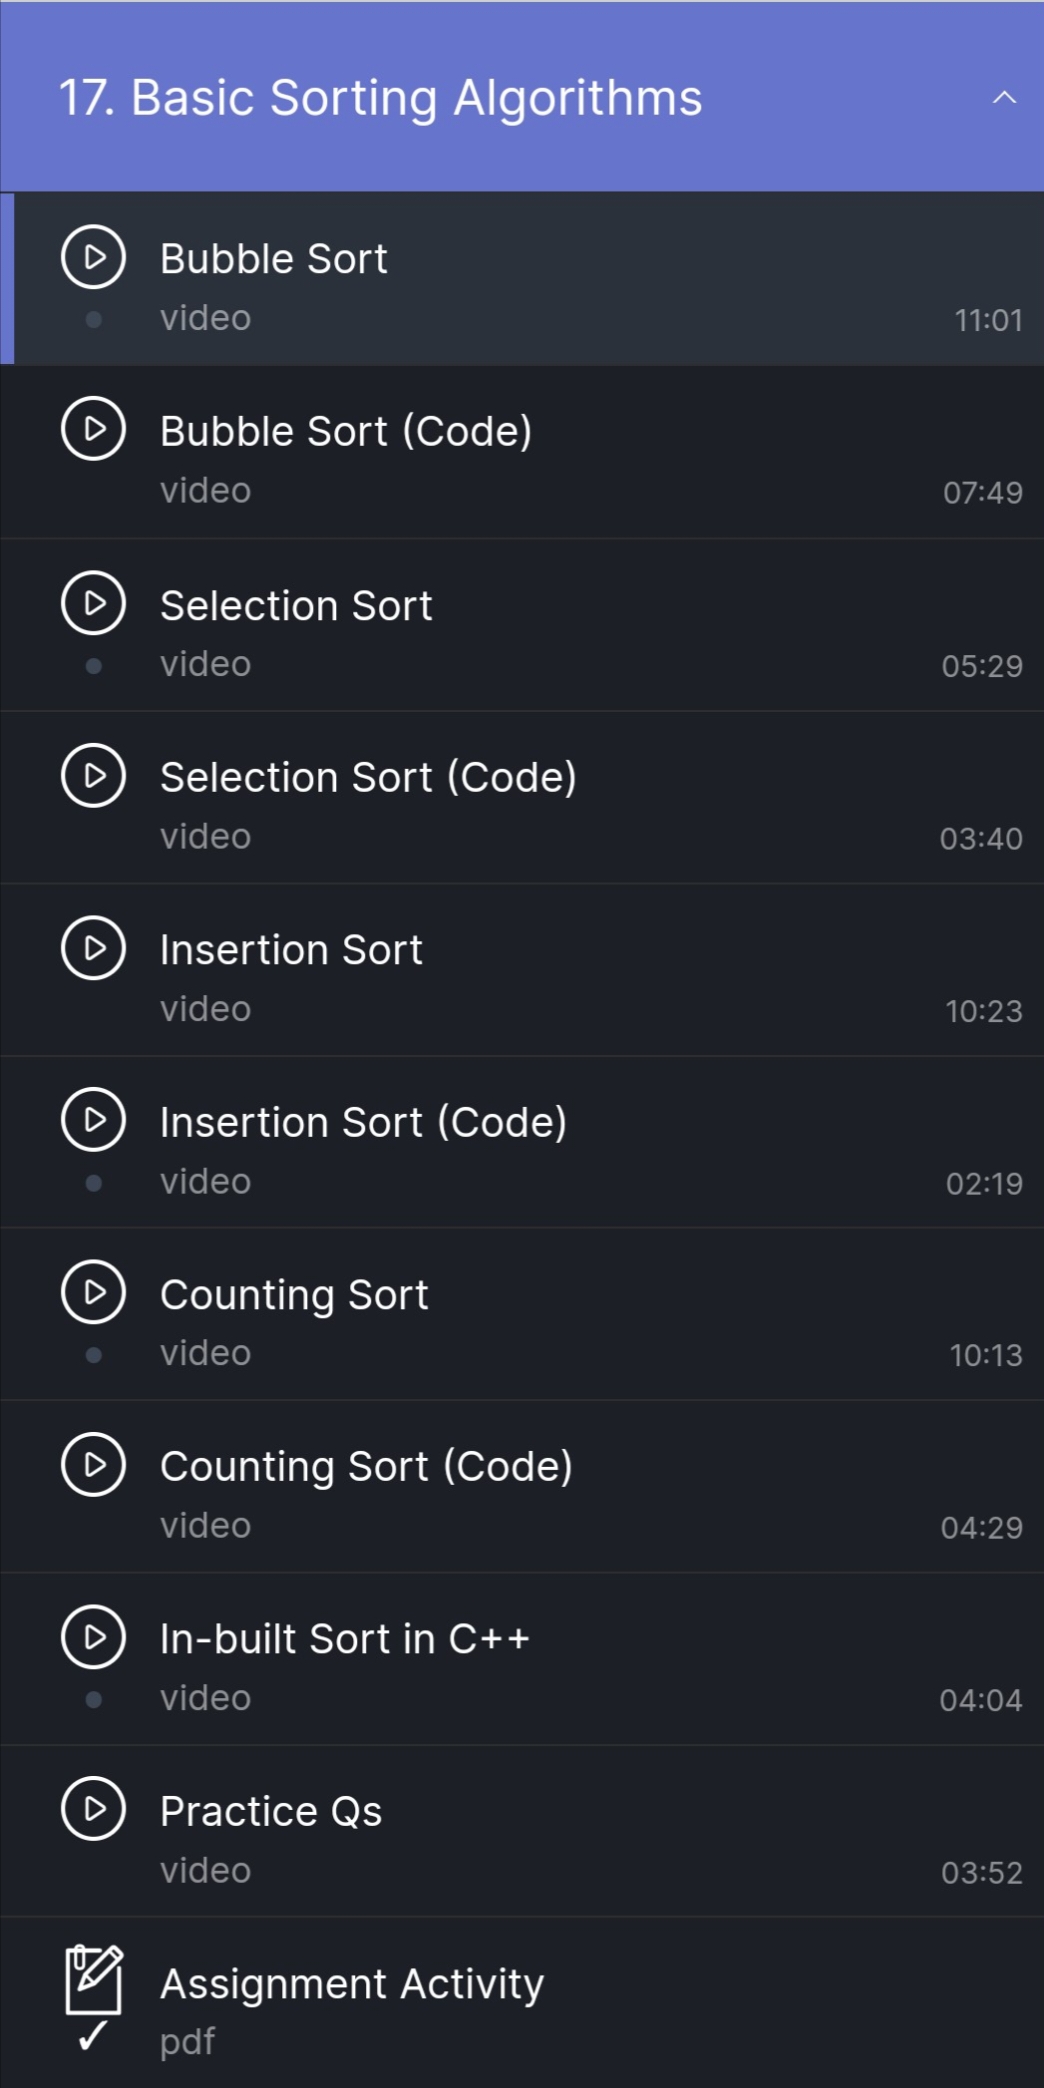 17. Basic Sorting Algorithms
Bubble Sort
video 11:01
Bubble Sort (Code)
video 07:49
Selection Sort
video 05:29
Selection Sort (Code)
video 03:40
Insertion Sort
video 10:23
Insertion Sort (Code)
video 02:19
Counting Sort
video 10:13
Counting Sort (Code)
video 04:29
In-built Sort in C++
video 04:04
Practice Qs
video 03:52
Assignment Activity
pdf